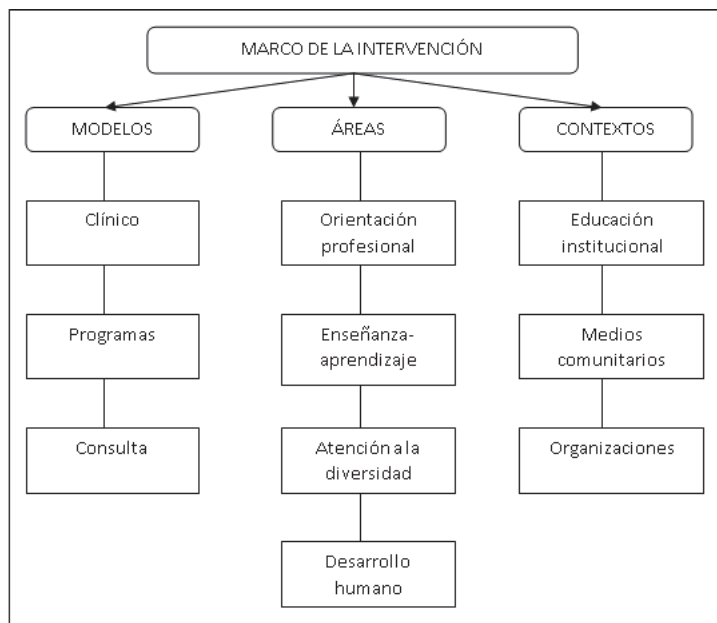 MARCO DE LA INTERVENCIÓN
MODELOS
ÁREAS
CONTEXTOS
Clínico
Orientación
profesional
Educación
institucional
Programas
Enseñanza-
aprendizaje
Medios
comunitarios
Consulta
Atención a la
diversidad
Organizaciones
Desarrollo
humano